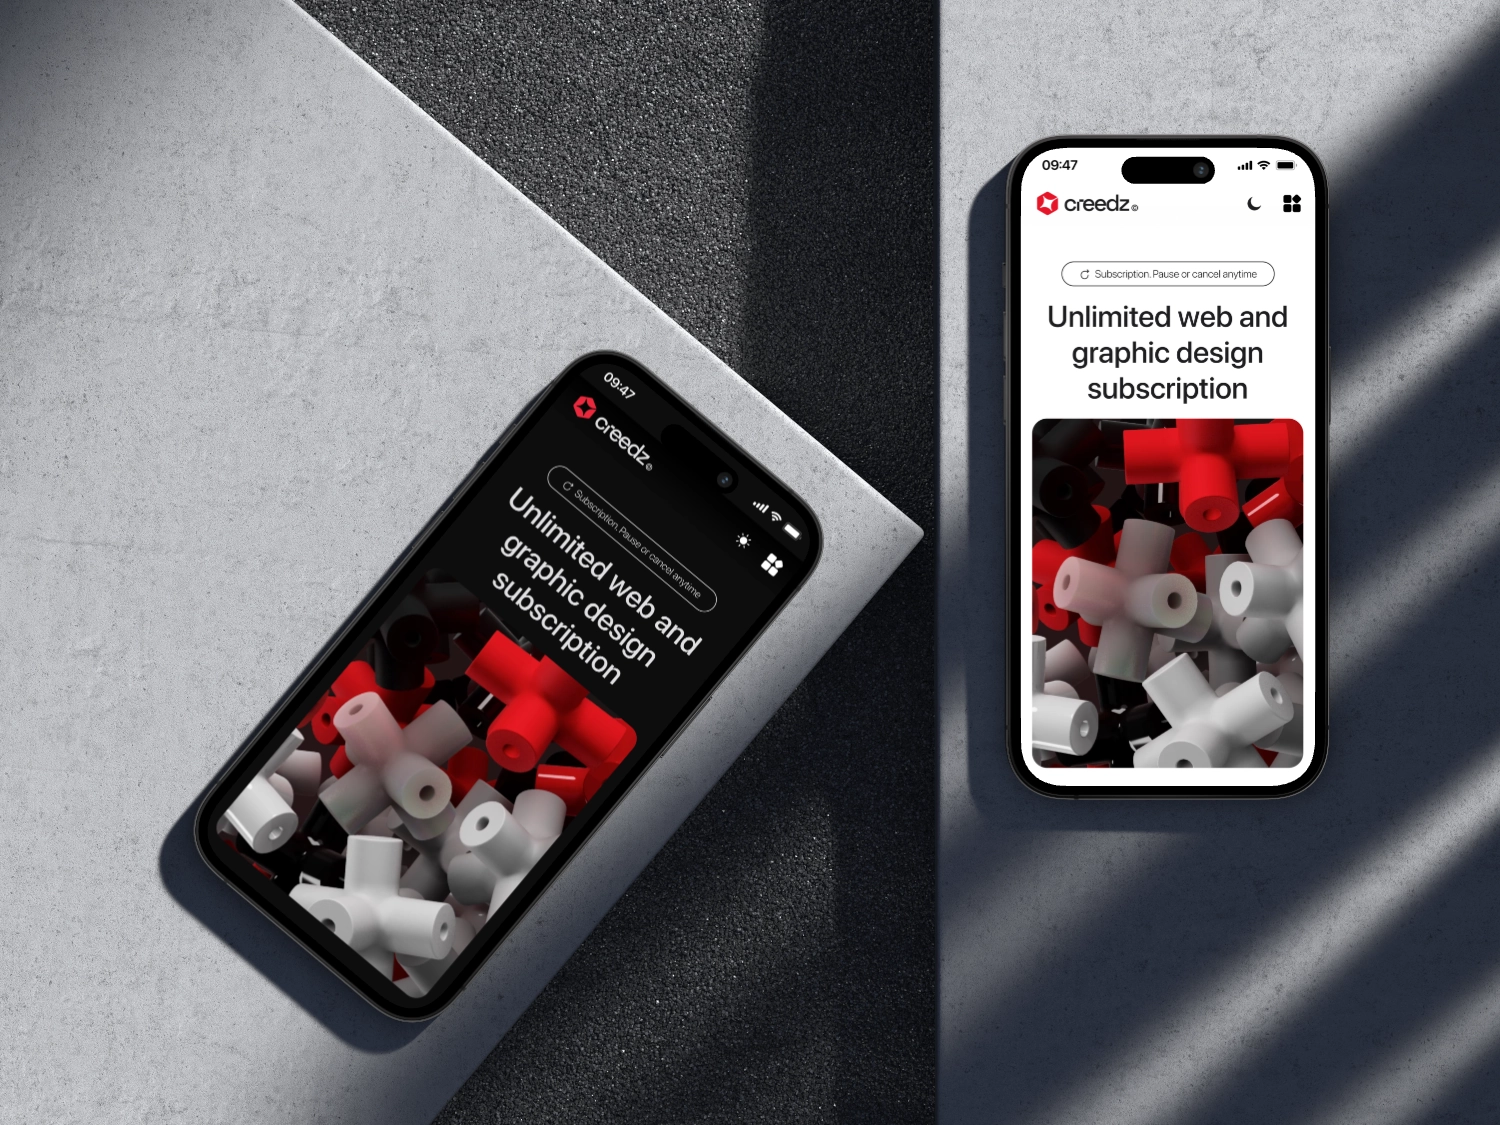 09:47
creedz©
Subscription. Pause or cancel anytime
Unlimited web and
graphic design
subscription
09:47
creedz©
Subscription. Pause or cancel anytime
Unlimited web and
graphic design
subscription